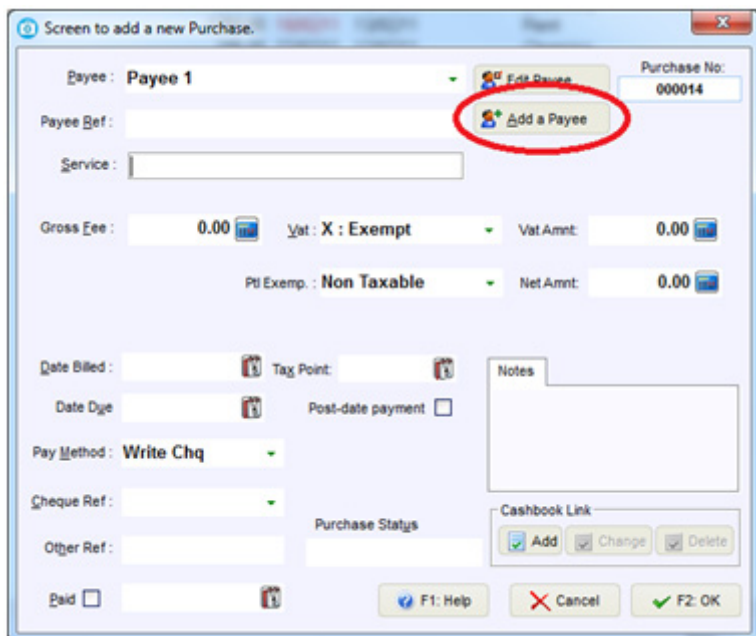 Screen to add a new Purchase.
Payee : Payee 1 Edit Payee Purchase No:
000014
Payee Ref : Add a Payee
Service :
Gross Fee : 0.00 Vat : X : Exempt Vat Amnt: 0.00
Ptl Exemp. : Non Taxable Net Amnt: 0.00
Date Billed : Tax Point: Notes
Date Due Post-date payment
Pay Method : Write Chq
Cheque Ref : Cashbook Link
Purchase Status
Add Change Delete
Other Ref :
Paid F1: Help Cancel F2: OK